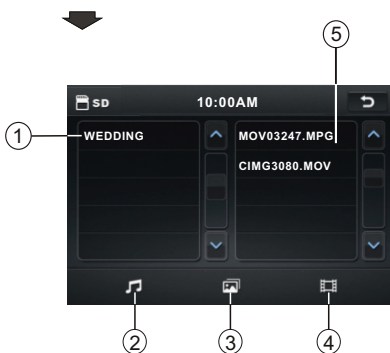 5
SD 10:00AM
1
WEDDING MOV03247.MPG
CIMG3080.MOV
2 3 4